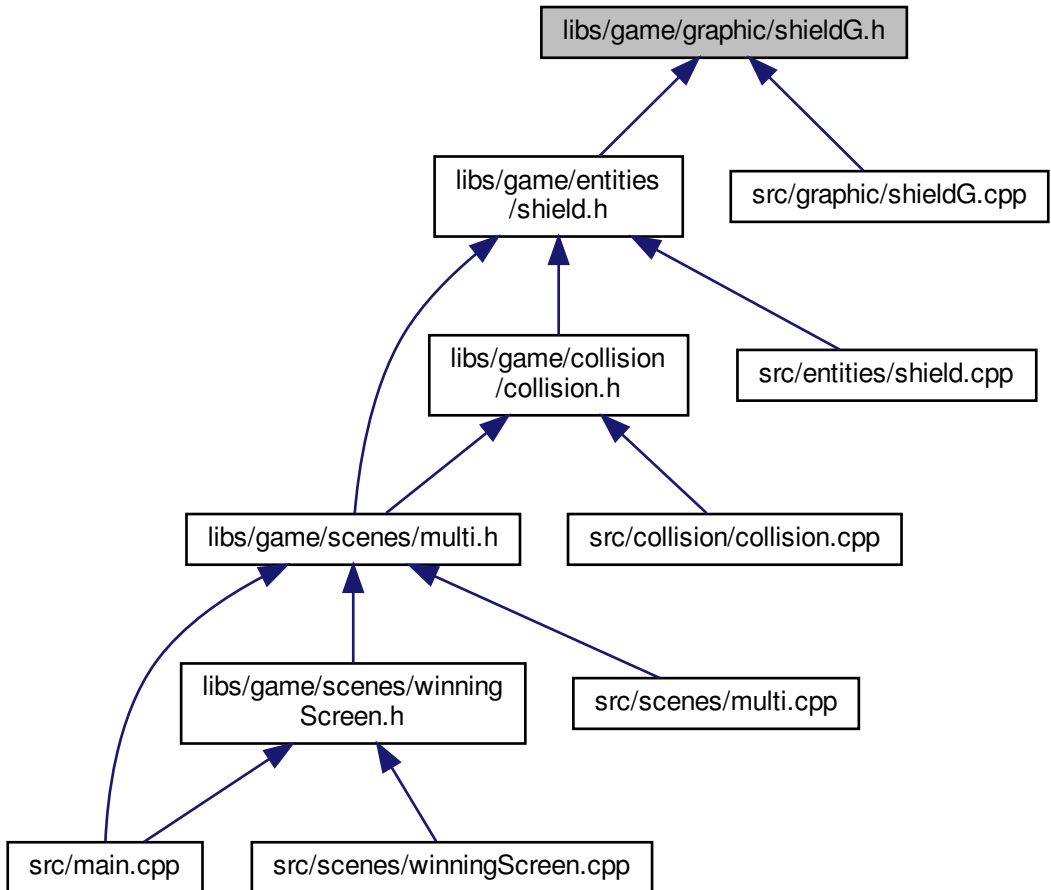 libs/game/graphic/shieldG.h
libs/game/entities
/shield.h
src/graphic/shieldG.cpp
libs/game/collision
/collision.h
src/entities/shield.cpp
libs/game/scenes/multi.h
src/collision/collision.cpp
libs/game/scenes/winning
Screen.h
src/scenes/multi.cpp
src/main.cpp
src/scenes/winningScreen.cpp